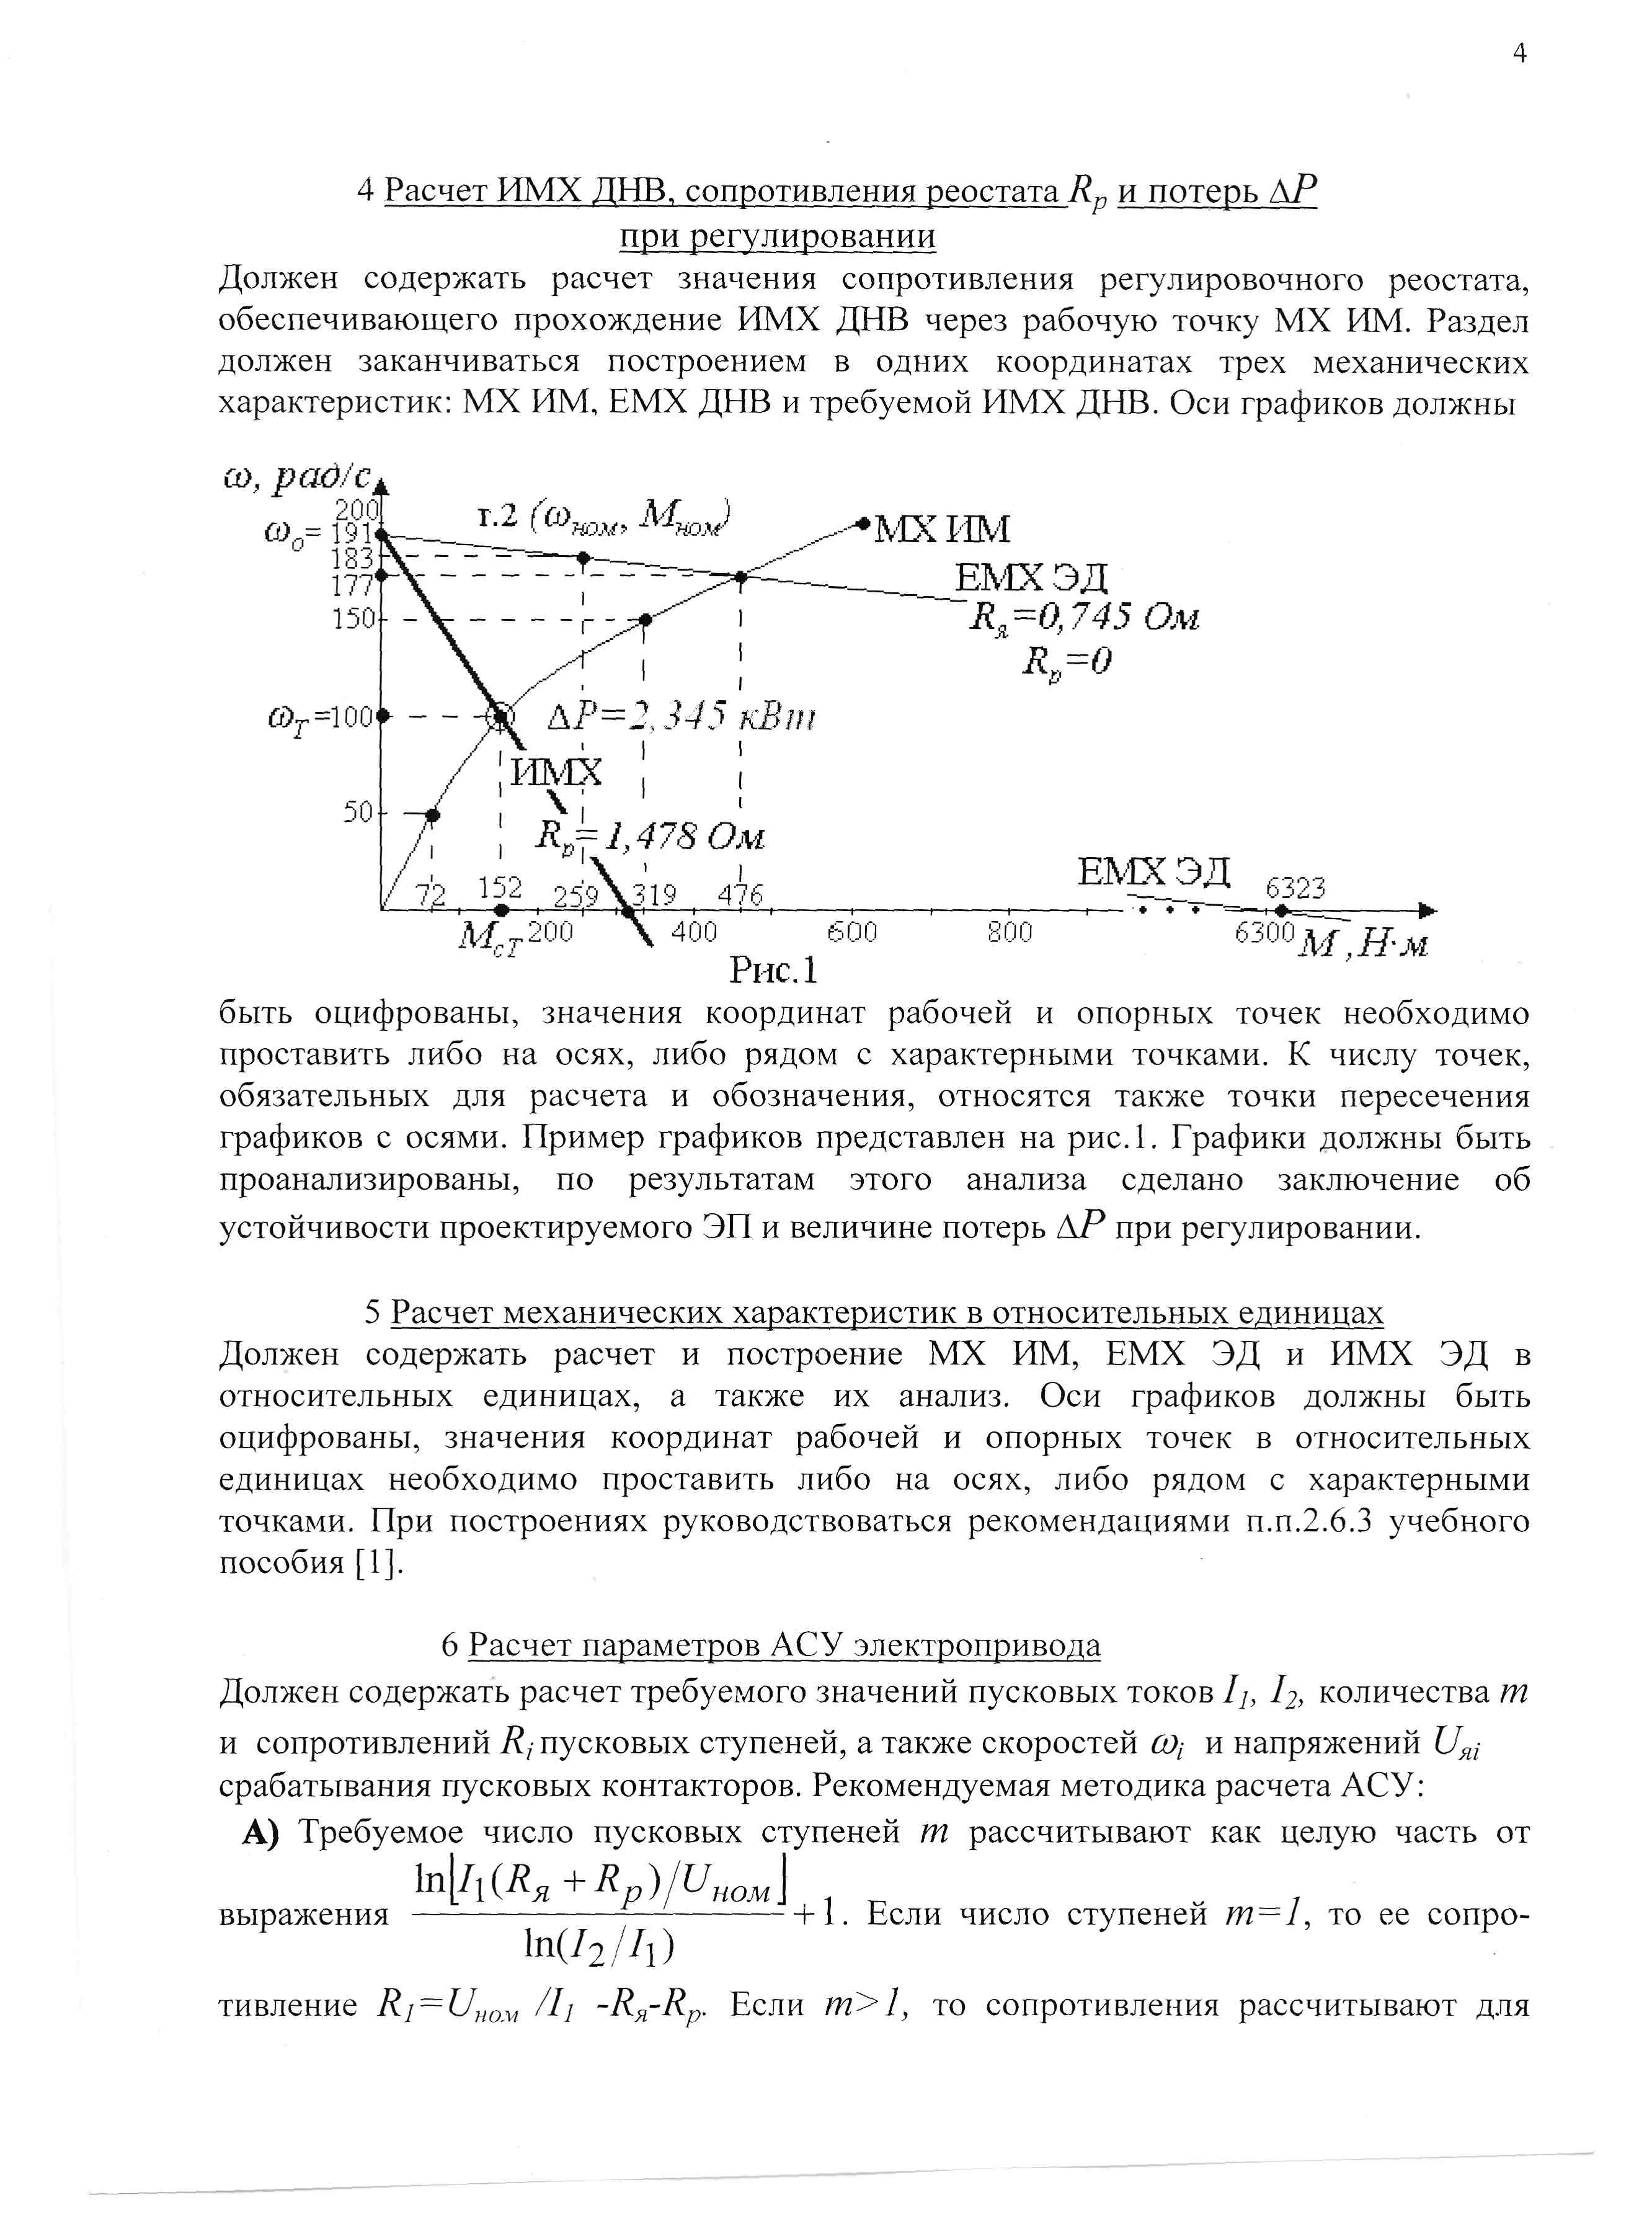 4
4 Расчет ИМХ ДНВ, сопротивления реостата Rр и потерь ΔP
при регулировании
Должен содержать расчет значения сопротивления регулировочного реостата,
обеспечивающего прохождение ИМХ ДНВ через рабочую точку МХ ИМ. Раздел
должен заканчиваться построением в одних координатах трех механических
характеристик: МХ ИМ, ЕМХ ДНВ и требуемой ИМХ ДНВ. Оси графиков должны
ω, рад/с
200
т.2 (ωном, Mном)
МХ ИМ
ωо= 191
183
177
ЕМХ ЭД
Rя=0,745 Ом
150
Rр=0
ωT=100
ΔP=2,345 кВт
ИМХ
50
Rр=1,478 Ом
ЕМХ ЭД
6323
72 152 259 319 476
MсT 200 400 600 800 6300 М,Н·м
Рис.1
быть оцифрованы, значения координат рабочей и опорных точек необходимо
проставить либо на осях, либо рядом с характерными точками. К числу точек,
обязательных для расчета и обозначения, относятся также точки пересечения
графиков с осями. Пример графиков представлен на рис.1. Графики должны быть
проанализированы, по результатам этого анализа сделано заключение об
устойчивости проектируемого ЭП и величине потерь ΔP при регулировании.
5 Расчет механических характеристик в относительных единицах
Должен содержать расчет и построение МХ ИМ, ЕМХ ЭД и ИМХ ЭД в
относительных единицах, а также их анализ. Оси графиков должны быть
оцифрованы, значения координат рабочей и опорных точек в относительных
единицах необходимо проставить либо на осях, либо рядом с характерными
точками. При построениях руководствоваться рекомендациями п.п.2.6.3 учебного
пособия [1].
6 Расчет параметров АСУ электропривода
Должен содержать расчет требуемого значений пусковых токов I1, I2, количества m
и сопротивлений Ri пусковых ступеней, а также скоростей ωi и напряжений Uяi
срабатывания пусковых контакторов. Рекомендуемая методика расчета АСУ:
А) Требуемое число пусковых ступеней m рассчитывают как целую часть от
выражения ln⌊I1(Rя + Rр)/Uном⌋ / ln(I2/I1) +1. Если число ступеней m=1, то ее сопро-
тивление R1=Uном /I1 -Rя-Rр. Если m>1, то сопротивления рассчитывают для